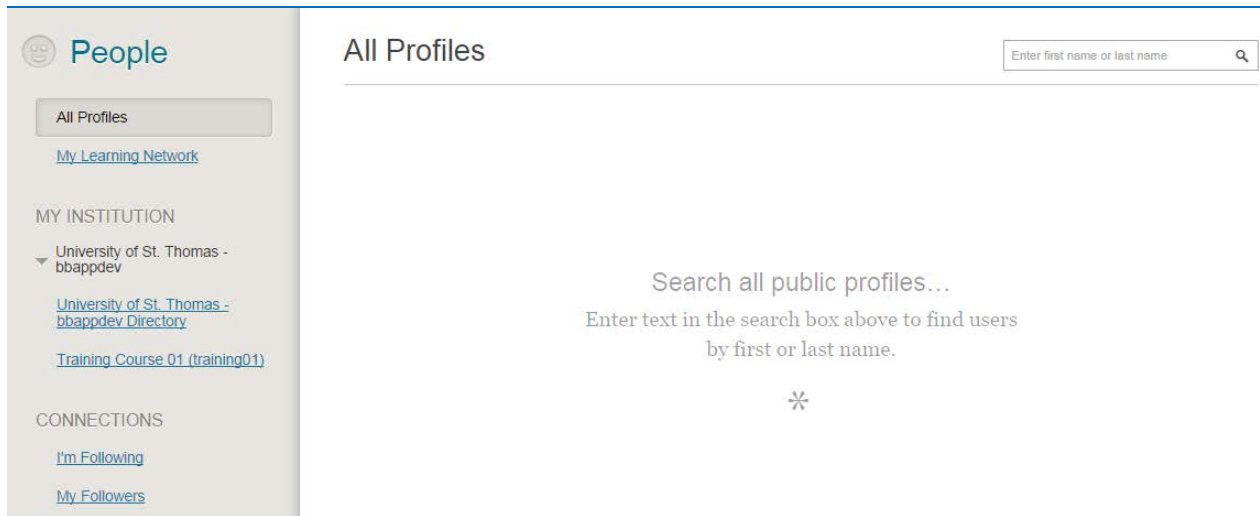 People
All Profiles
My Learning Network
MY INSTITUTION
University of St. Thomas -
bbappdev
University of St. Thomas -
bbappdev Directory
Training Course 01 (training01)
CONNECTIONS
I'm Following
My Followers
All Profiles
Enter first name or last name
Search all public profiles...
Enter text in the search box above to find users
by first or last name.